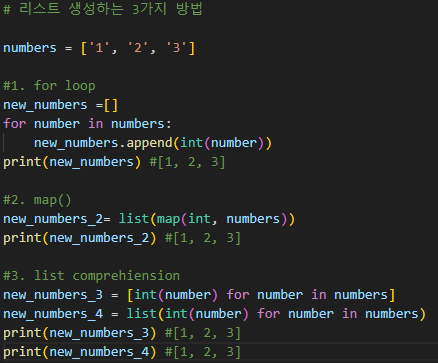 # 리스트 생성하는 3가지 방법
numbers = ['1', '2', '3']
#1. for loop
new_numbers =[]
for number in numbers:
    new_numbers.append(int(number))
print(new_numbers) #[1, 2, 3]
#2. map()
new_numbers_2= list(map(int, numbers))
print(new_numbers_2) #[1, 2, 3]
#3. list comprehiension
new_numbers_3 = [int(number) for number in numbers]
new_numbers_4 = list(int(number) for number in numbers)
print(new_numbers_3) #[1, 2, 3]
print(new_numbers_4) #[1, 2, 3]